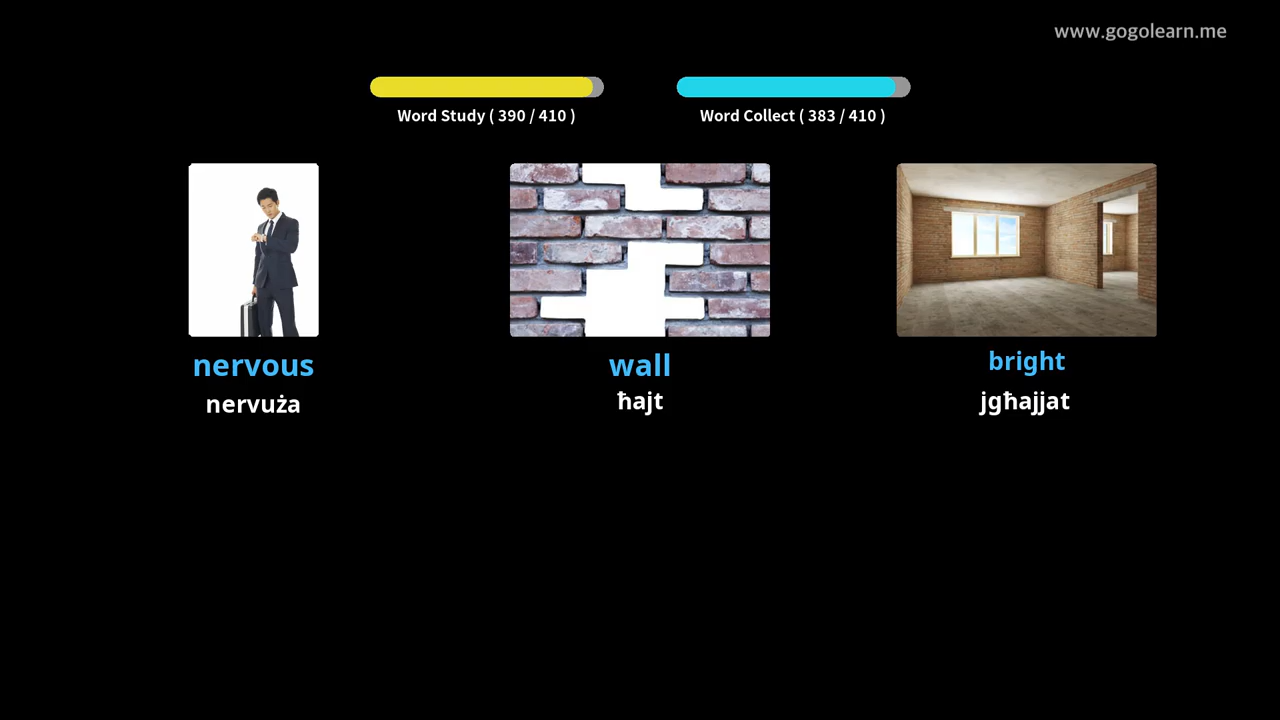 www.gogolearn.me
Word Study ( 390 / 410 )
Word Collect ( 383 / 410 )
nervous
nervuża
wall
ħajt
bright
jgħajjat